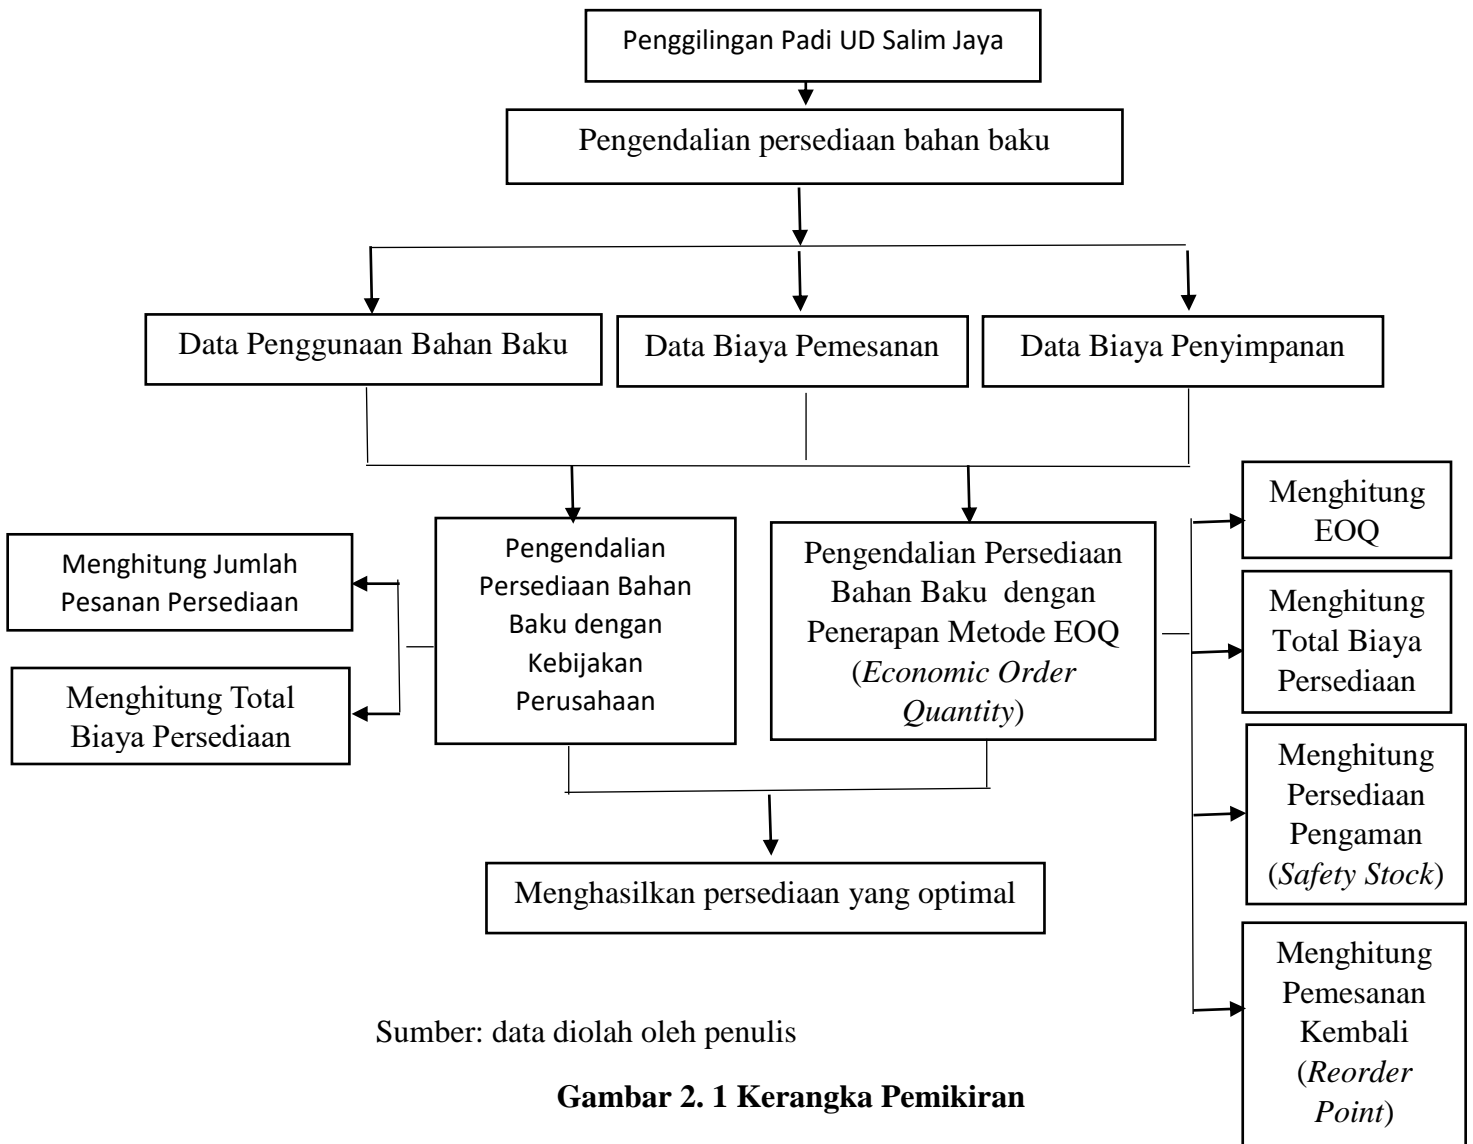 Penggilingan Padi UD Salim Jaya
Pengendalian persediaan bahan baku
Data Penggunaan Bahan Baku
Data Biaya Pemesanan
Data Biaya Penyimpanan
Menghitung Jumlah
Pesanan Persediaan
Menghitung Total
Biaya Persediaan
Pengendalian
Persediaan Bahan
Baku dengan
Kebijakan
Perusahaan
Pengendalian Persediaan
Bahan Baku  dengan
Penerapan Metode EOQ
(Economic Order
Quantity)
Menghitung
EOQ
Menghitung
Total Biaya
Persediaan
Menghitung
Persediaan
Pengaman
(Safety Stock)
Menghitung
Pemesanan
Kembali
(Reorder
Point)
Menghasilkan persediaan yang optimal
Sumber: data diolah oleh penulis
Gambar 2. 1 Kerangka Pemikiran